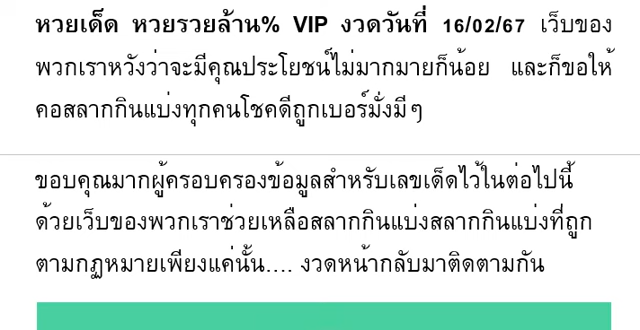 หวยเด็ด หวยรวยล้าน% VIP งวดวันที่ 16/02/67 เว็บของ
พวกเราหวังว่าจะมีคุณประโยชน์ไม่มากมายก็น้อย และก็ขอให้
คอสลากกินแบ่งทุกคนโชคดีถูกเบอร์มั่งมีๆ
ขอบคุณมากผู้ครอบครองข้อมูลสำหรับเลขเด็ดไว้ในต่อไปนี้
ด้วยเว็บของพวกเราช่วยเหลือสลากกินแบ่งสลากกินแบ่งที่ถูก
ตามกฏหมายเพียงแค่นั้น.... งวดหน้ากลับมาติดตามกัน